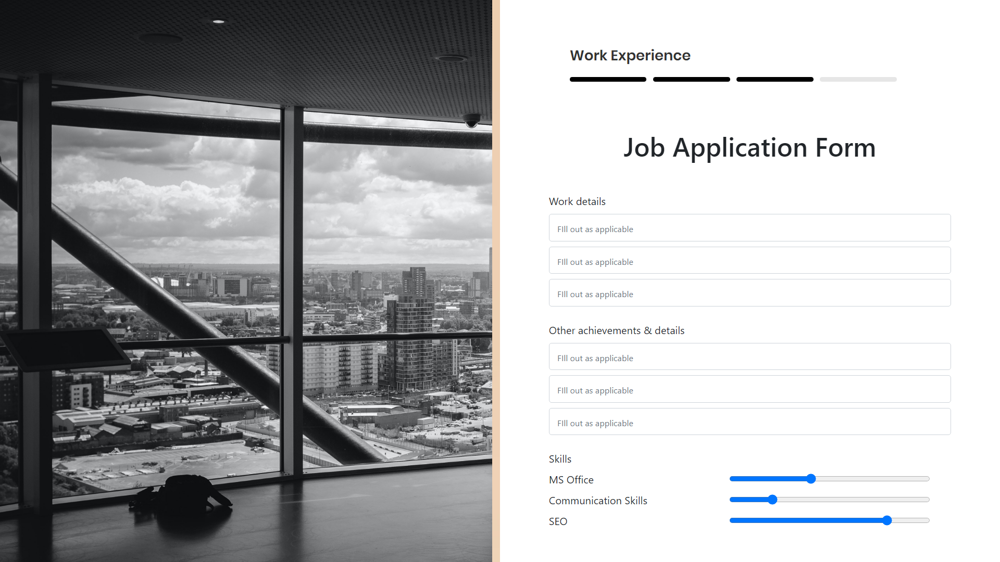 Work Experience
Job Application Form
Work details
FIll out as applicable
FIll out as applicable
FIll out as applicable
Other achievements & details
FIll out as applicable
FIll out as applicable
FIll out as applicable
Skills
MS Office
Communication Skills
SEO